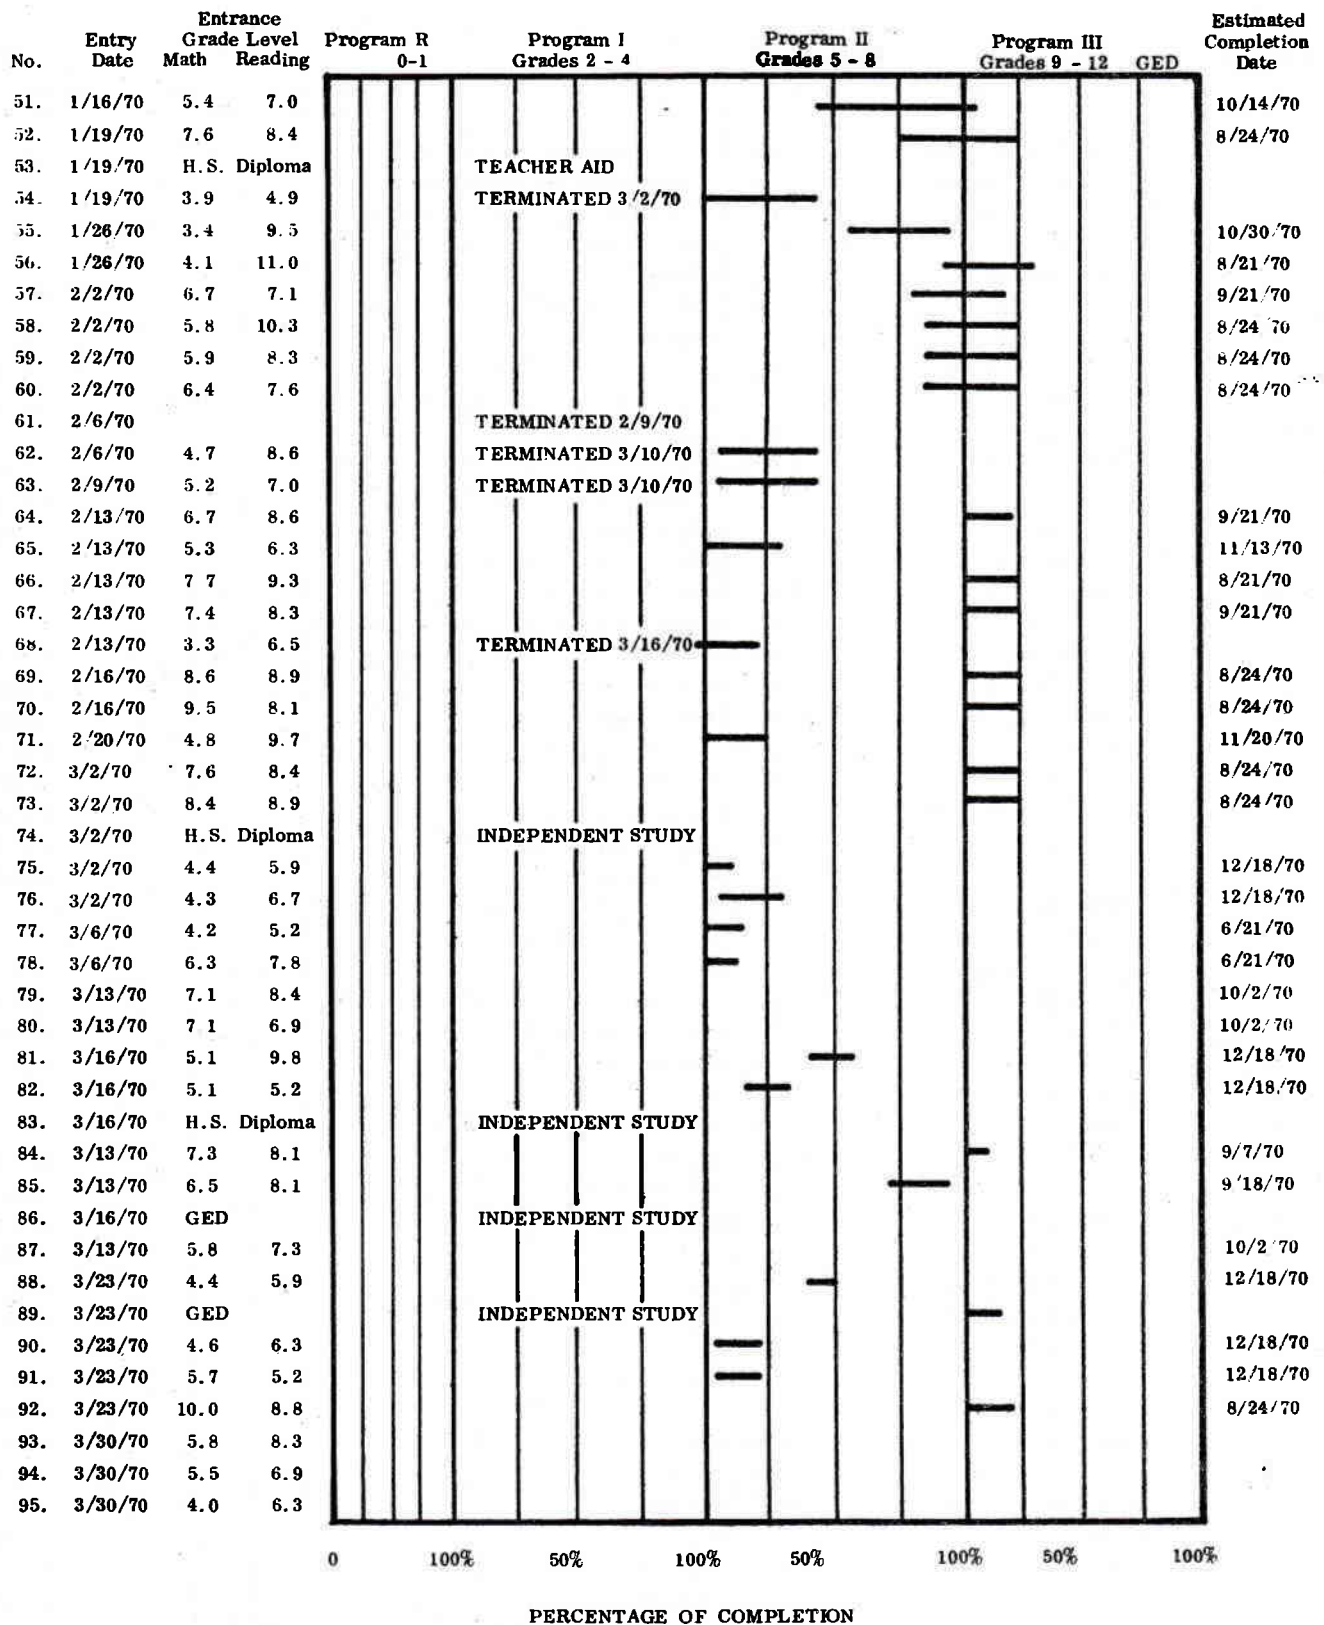 Entrance Estimated
Entry Grade Level Program R Program I Program II Program III Completion
No. Date Math Reading 0-1 Grades 2 - 4 Grades 5 - 8 Grades 9 - 12 GED Date
51. 1/16/70 5.4 7.0 10/14/70
52. 1/19/70 7.6 8.4 8/24/70
53. 1/19/70 H.S. Diploma TEACHER AID
54. 1/19/70 3.9 4.9 TERMINATED 3/2/70
55. 1/26/70 3.4 9.5 10/30/70
56. 1/26/70 4.1 11.0 8/21/70
57. 2/2/70 6.7 7.1 9/21/70
58. 2/2/70 5.8 10.3 8/24 70
59. 2/2/70 5.9 8.3 8/24/70
60. 2/2/70 6.4 7.6 8/24/70
61. 2/6/70 TERMINATED 2/9/70
62. 2/6/70 4.7 8.6 TERMINATED 3/10/70
63. 2/9/70 5.2 7.0 TERMINATED 3/10/70
64. 2/13/70 6.7 8.6 9/21/70
65. 2/13/70 5.3 6.3 11/13/70
66. 2/13/70 7 7 9.3 8/21/70
67. 2/13/70 7.4 8.3 9/21/70
68. 2/13/70 3.3 6.5 TERMINATED 3/16/70
69. 2/16/70 8.6 8.9 8/24/70
70. 2/16/70 9.5 8.1 8/24/70
71. 2/20/70 4.8 9.7 11/20/70
72. 3/2/70 7.6 8.4 8/24/70
73. 3/2/70 8.4 8.9 8/24/70
74. 3/2/70 H.S. Diploma INDEPENDENT STUDY
75. 3/2/70 4.4 5.9 12/18/70
76. 3/2/70 4.3 6.7 12/18/70
77. 3/6/70 4.2 5.2 6/21/70
78. 3/6/70 6.3 7.8 6/21/70
79. 3/13/70 7.1 8.4 10/2/70
80. 3/13/70 7 1 6.9 10/2/70
81. 3/16/70 5.1 9.8 12/18/70
82. 3/16/70 5.1 5.2 12/18/70
83. 3/16/70 H.S. Diploma INDEPENDENT STUDY
84. 3/13/70 7.3 8.1 9/7/70
85. 3/13/70 6.5 8.1 9/18/70
86. 3/16/70 GED INDEPENDENT STUDY
87. 3/13/70 5.8 7.3 10/2/70
88. 3/23/70 4.4 5.9 12/18/70
89. 3/23/70 GED INDEPENDENT STUDY
90. 3/23/70 4.6 6.3 12/18/70
91. 3/23/70 5.7 5.2 12/18/70
92. 3/23/70 10.0 8.8 8/24/70
93. 3/30/70 5.8 8.3
94. 3/30/70 5.5 6.9
95. 3/30/70 4.0 6.3
0 100% 50% 100% 50% 100% 50% 100%
PERCENTAGE OF COMPLETION